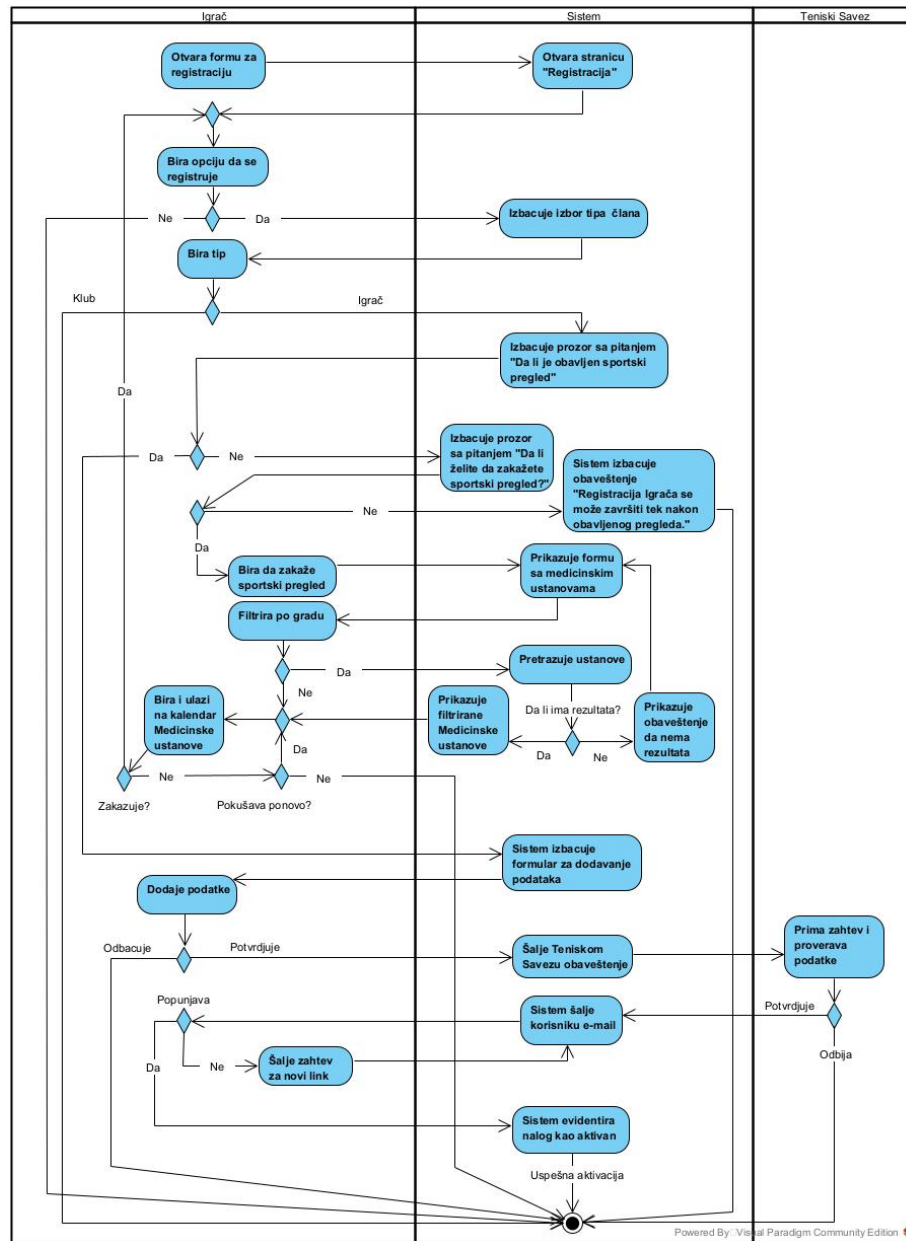 Igrač
Sistem
Teniski Savez
Otvara formu za
registraciju
Otvara stranicu
"Registracija"
Bira opciju da se
registruje
Ne
Da
Izbacuje izbor tipa člana
Bira tip
Klub
Igrač
Izbacuje prozor sa pitanjem
"Da li je obavljen sportski
pregled"
Da
Da
Ne
Izbacuje prozor
sa pitanjem "Da li
želite da zakažete
sportski pregled?"
Sistem izbacuje
obaveštenje
"Registracija Igrača se
može završiti tek nakon
obavljenog pregleda."
Ne
Da
Bira da zakaže
sportski pregled
Prikazuje formu
sa medicinskim
ustanovama
Filtrira po gradu
Da
Pretrazuje ustanove
Ne
Bira i ulazi
na kalendar
Medicinske
ustanove
Prikazuje
filtrirane
Medicinske
ustanove
Da li ima rezultata?
Prikazuje
obaveštenje
da nema
rezultata
Da
Da
Ne
Ne
Ne
Zakazuje?
Pokušava ponovo?
Sistem izbacuje
formular za dodavanje
podataka
Dodaje podatke
Odbacuje
Potvrdjuje
Šalje Teniskom
Savezu obaveštenje
Prima zahtev i
proverava
podatke
Popunjava
Sistem šalje
korisniku e-mail
Potvrdjuje
Odbija
Da
Ne
Šalje zahtev
za novi link
Sistem evidentira
nalog kao aktivan
Uspešna aktivacija
Powered By Visual Paradigm Community Edition